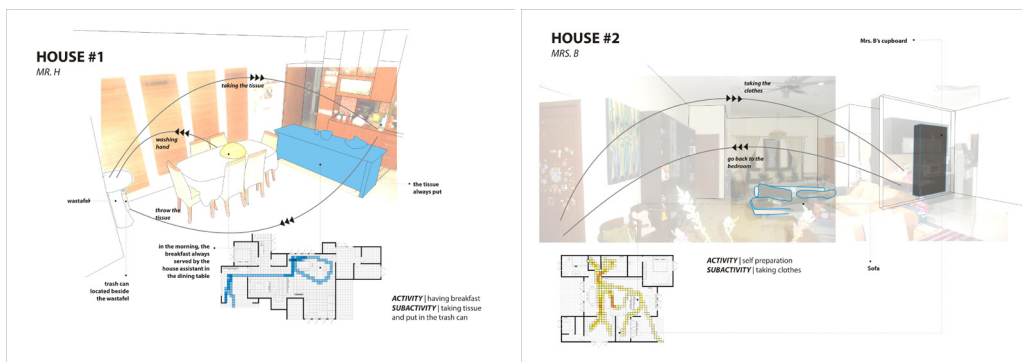 HOUSE #1
MR. H
taking the tissue
washing
hand
wastafel
throw the
tissue
the tissue
always put
in the morning, the
breakfast always
served by the
house assistant in
the dining table
trash can
located beside
the wastafel
ACTIVITY | having breakfast
SUBACTIVITY | taking tissue
and put in the trash can
HOUSE #2
MRS. B
Mrs. B's cupboard
taking the
clothes
go back to the
bedroom
ACTIVITY | self preparation
SUBACTIVITY | taking clothes
Sofa